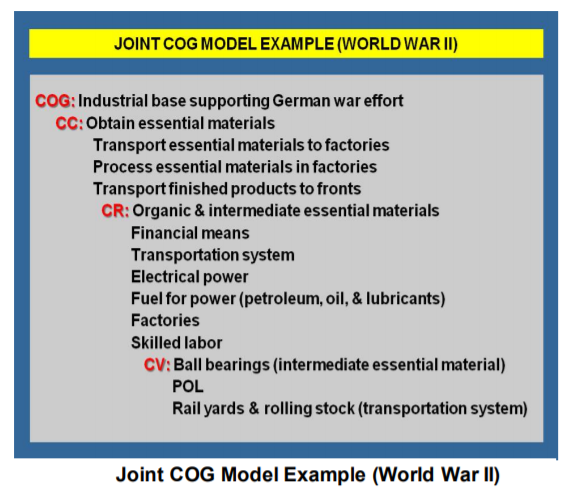 JOINT COG MODEL EXAMPLE (WORLD WAR II)
COG: Industrial base supporting German war effort
CC: Obtain essential materials
Transport essential materials to factories
Process essential materials in factories
Transport finished products to fronts
CR: Organic & intermediate essential materials
Financial means
Transportation system
Electrical power
Fuel for power (petroleum, oil, & lubricants)
Factories
Skilled labor
CV: Ball bearings (intermediate essential material)
POL
Rail yards & rolling stock (transportation system)
Joint COG Model Example (World War II)